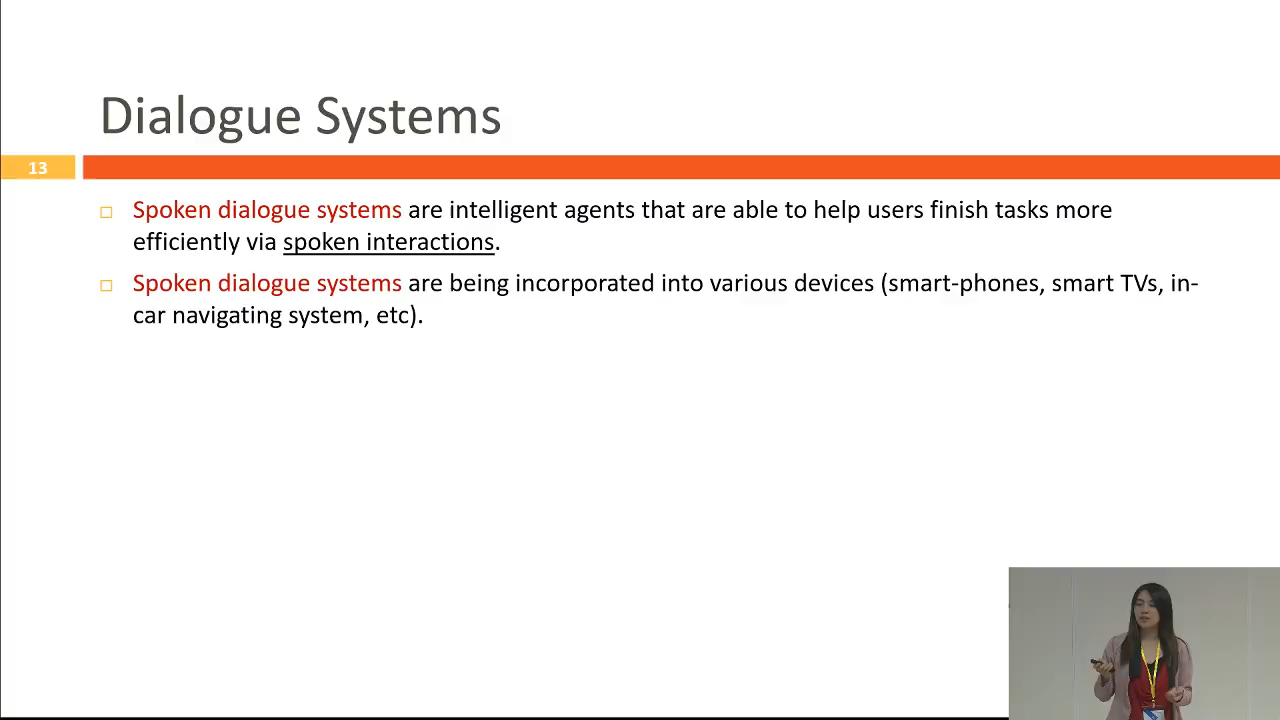 Dialogue Systems
13
Spoken dialogue systems are intelligent agents that are able to help users finish tasks more
efficiently via spoken interactions.
Spoken dialogue systems are being incorporated into various devices (smart-phones, smart TVs, in-
car navigating system, etc).